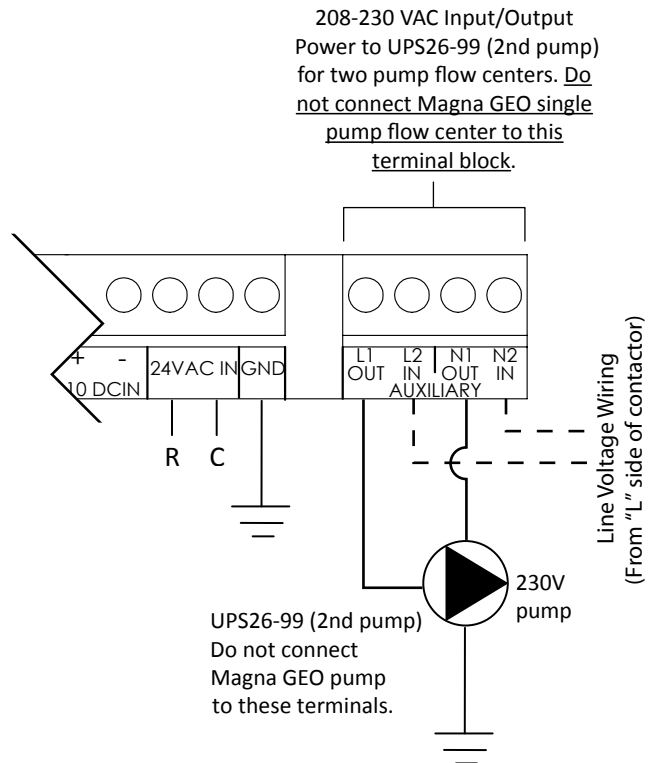 208-230 VAC Input/Output
Power to UPS26-99 (2nd pump)
for two pump flow centers. Do
not connect Magna GEO single
pump flow center to this
terminal block.
+ -
10 DCIN
24VAC IN
GND
L1
OUT
L2
IN
N1
OUT
N2
IN
AUXILIARY
R C
Line Voltage Wiring
(From "L" side of contactor)
230V
pump
UPS26-99 (2nd pump)
Do not connect
Magna GEO pump
to these terminals.